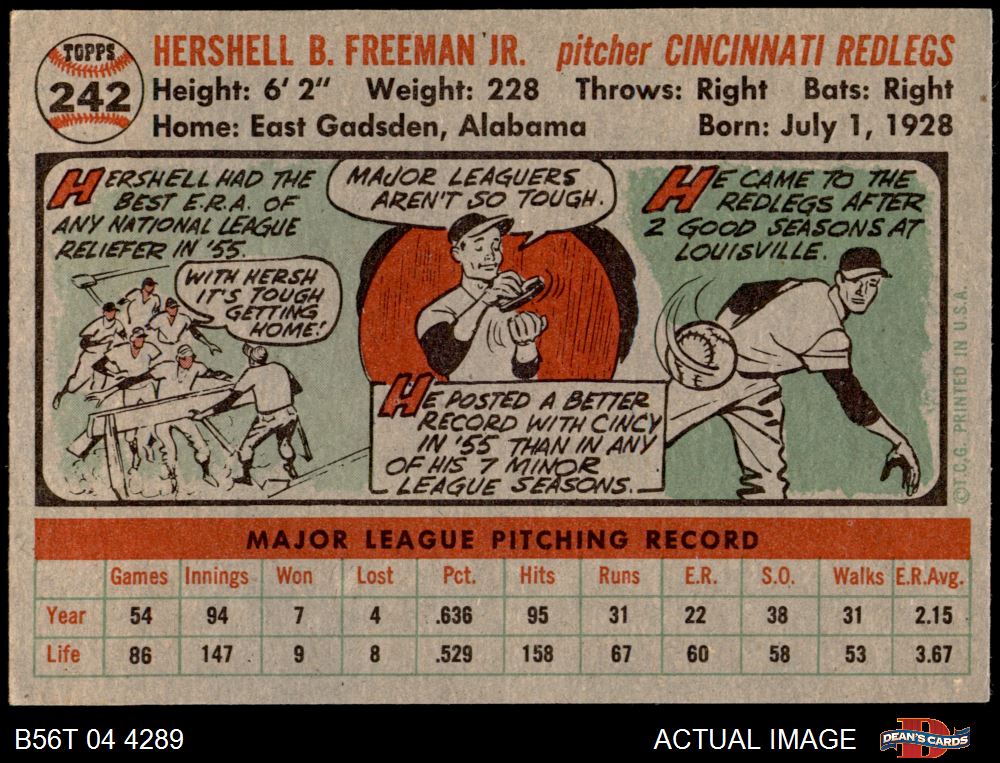 TOPPS
242
HERSHELL B. FREEMAN JR. pitcher CINCINNATI REDLEGS
Height: 6' 2" Weight: 228 Throws: Right Bats: Right
Home: East Gadsden, Alabama Born: July 1, 1928
HERSHELL HAD THE
BEST E.R.A. OF
ANY NATIONAL LEAGUE
RELIEFER IN '55.
WITH HERSH
IT'S TOUGH
GETTING
HOME!
MAJOR LEAGUERS
AREN'T SO TOUGH.
HE POSTED A BETTER
RECORD WITH CINCY
IN '55 THAN IN ANY
OF HIS 7 MINOR
LEAGUE SEASONS.
HE CAME TO THE
REDLEGS AFTER
2 GOOD SEASONS AT
LOUISVILLE.
©T.C.G. PRINTED IN U.S.A.
MAJOR LEAGUE PITCHING RECORD
Games Innings Won Lost Pct. Hits Runs E.R. S.O. Walks E.R.Avg.
Year 54 94 7 4 .636 95 31 22 38 31 2.15
Life 86 147 9 8 .529 158 67 60 58 53 3.67
B56T 04 4289 ACTUAL IMAGE DEAN'S CARDS